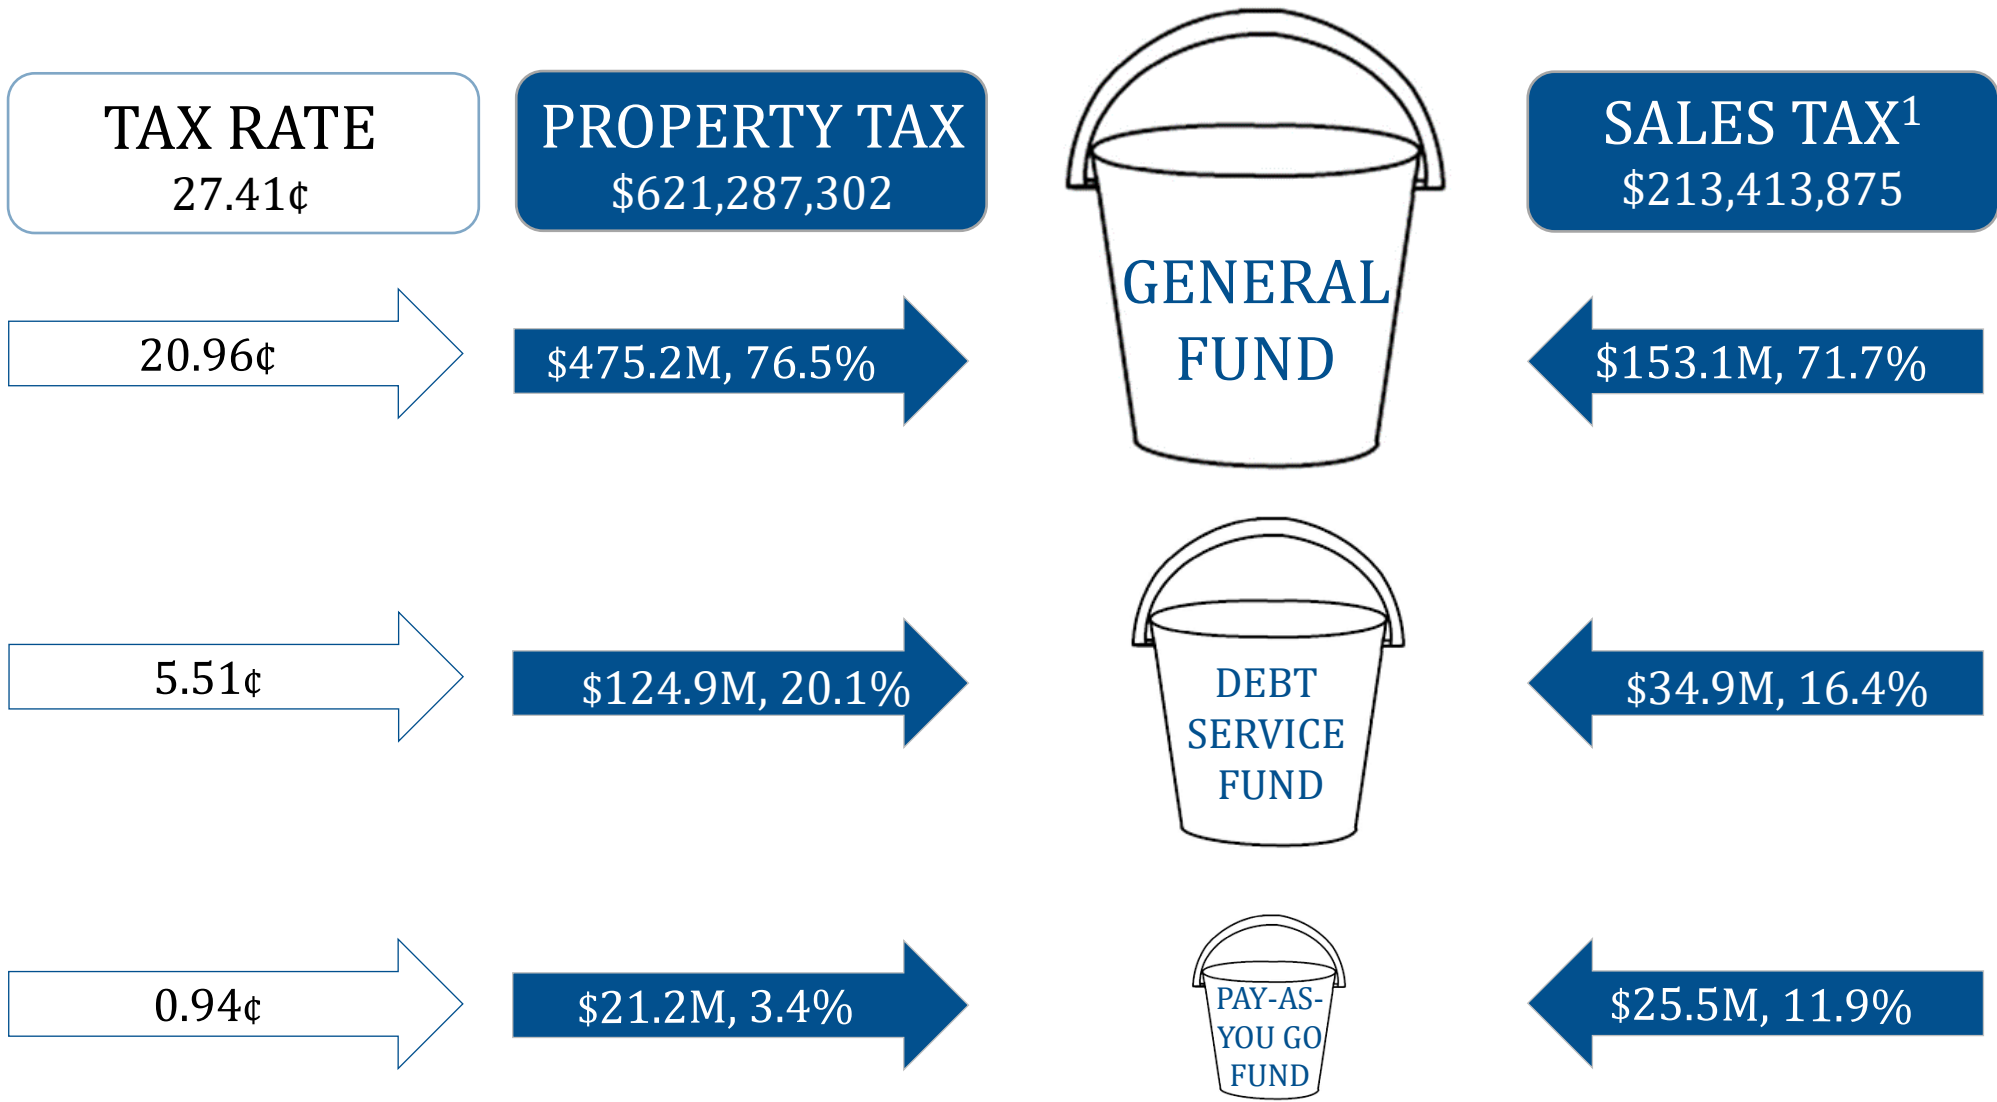 TAX RATE
27.41¢
PROPERTY TAX
$621,287,302
SALES TAX¹
$213,413,875
20.96¢
$475.2M, 76.5%
GENERAL
FUND
$153.1M, 71.7%
5.51¢
$124.9M, 20.1%
DEBT
SERVICE
FUND
$34.9M, 16.4%
0.94¢
$21.2M, 3.4%
PAY-AS-
YOU GO
FUND
$25.5M, 11.9%